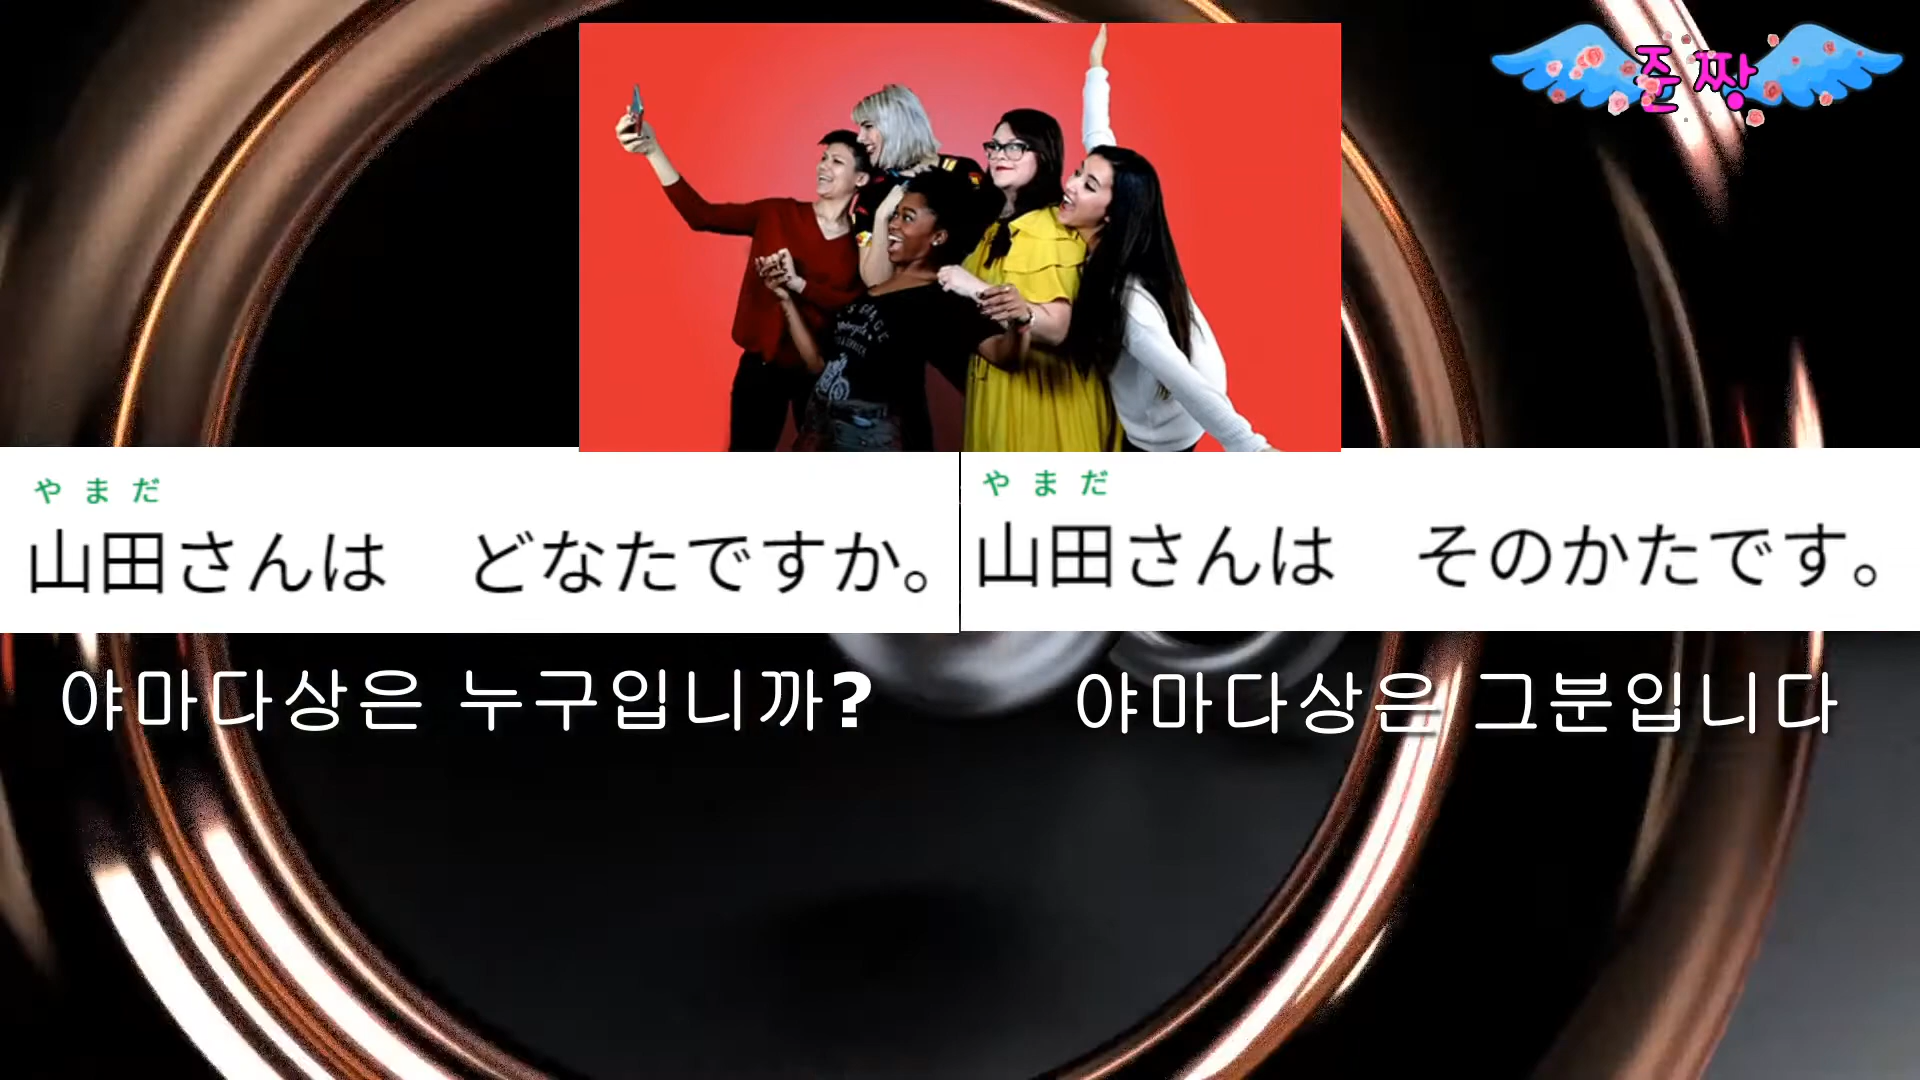 준짱
やまだ
山田さんは　どなたですか。
やまだ
山田さんは　そのかたです。
야마다상은 누구입니까?
야마다상은 그분입니다